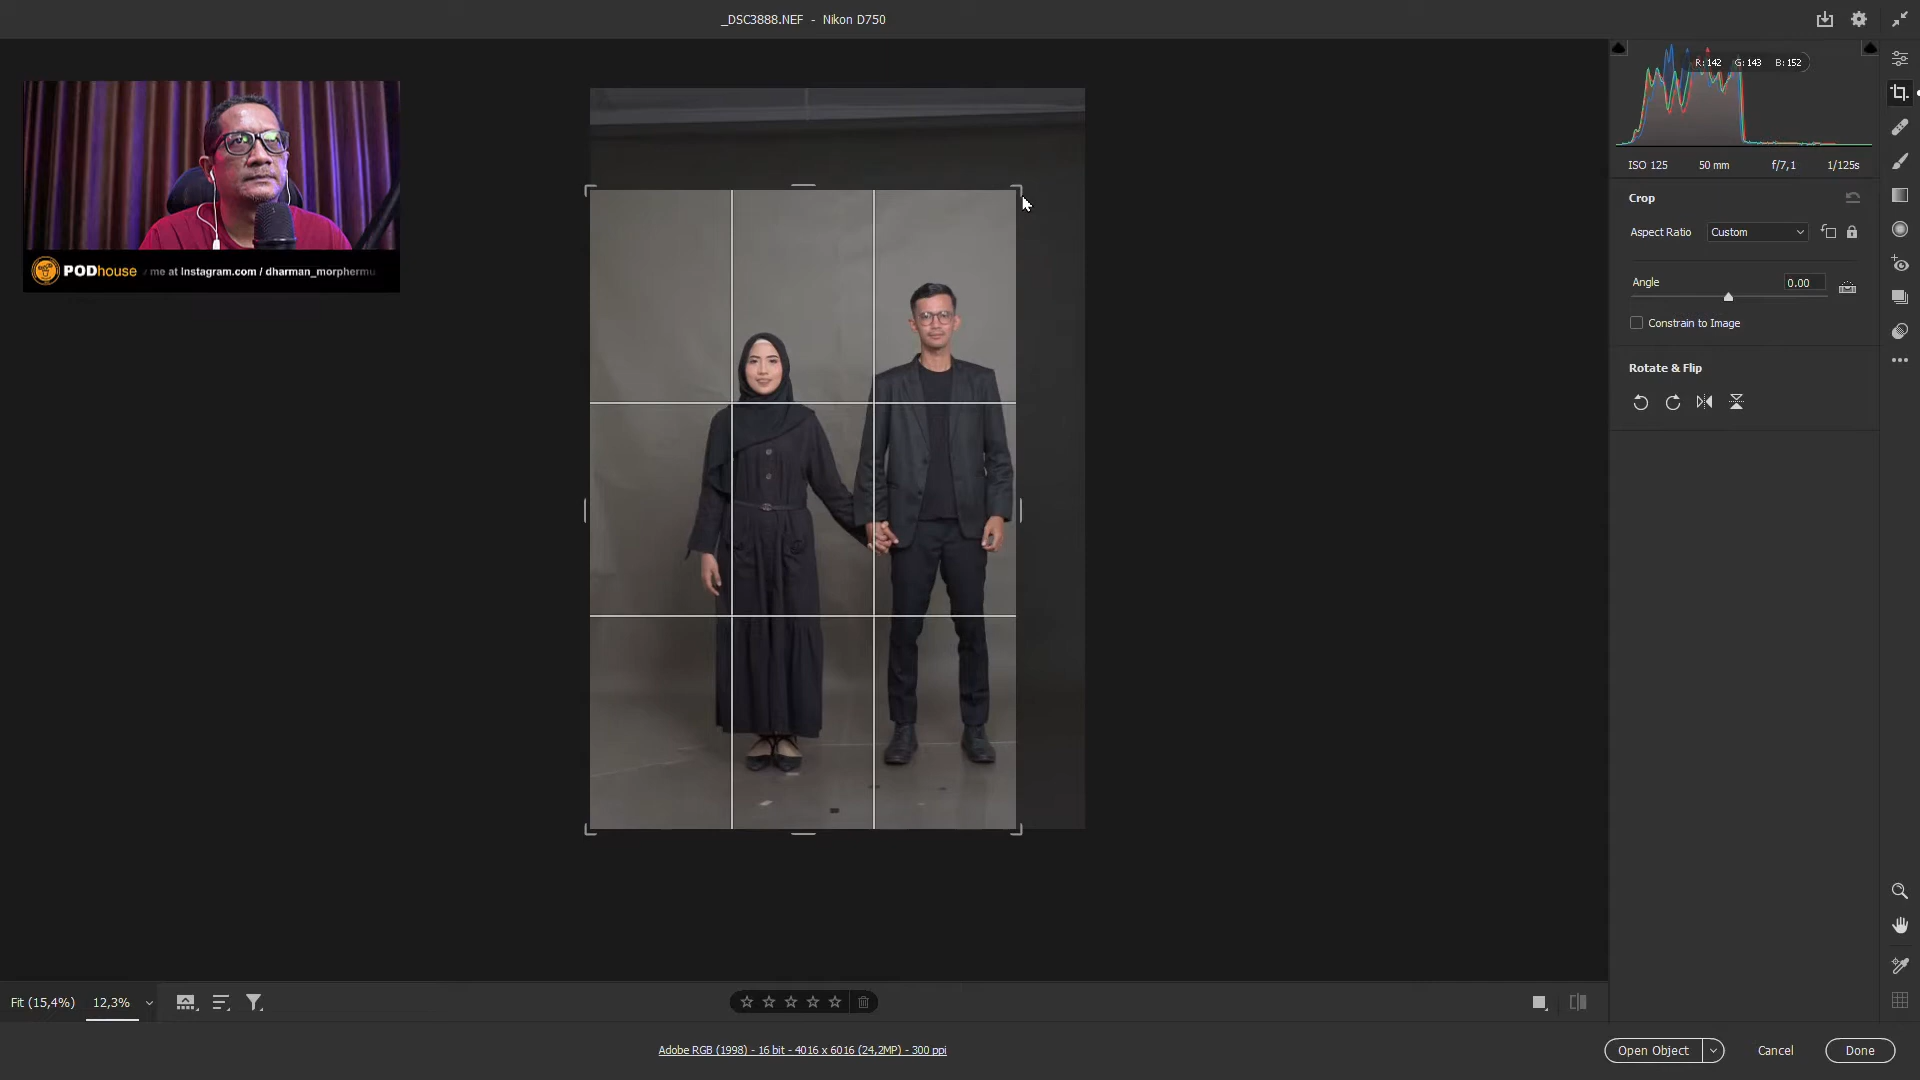 _DSC3888.NEF - Nikon D750
R: 142 G: 143 B: 152
ISO 125 50 mm f/7,1 1/125s
Crop
Aspect Ratio Custom
Angle 0.00
Constrain to Image
Rotate & Flip
PODhouse
me at Instagram.com / dharman_morphermu
Fit (15,4%) 12,3%
Adobe RGB (1998) - 16 bit - 4016 x 6016 (24,2MP) - 300 ppi
Open Object Cancel Done